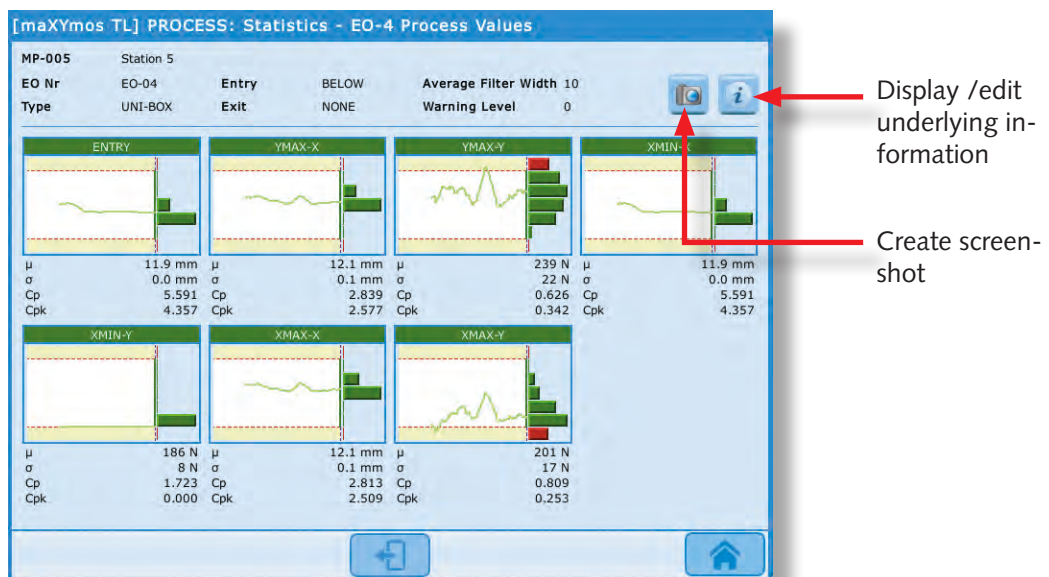 [maXYmos TL] PROCESS: Statistics - EO-4 Process Values
MP-005 Station 5
EO Nr EO-04 Entry BELOW Average Filter Width 10
Type UNI-BOX Exit NONE Warning Level 0
i
Display /edit
underlying in-
formation
Create screen-
shot
ENTRY YMAX-X YMAX-Y XMIN-X
μ 11.9 mm μ 12.1 mm μ 239 N μ 11.9 mm
σ 0.0 mm σ 0.1 mm σ 22 N σ 0.0 mm
Cp 5.591 Cp 2.839 Cp 0.626 Cp 5.591
Cpk 4.357 Cpk 2.577 Cpk 0.342 Cpk 4.357
XMIN-Y XMAX-X XMAX-Y
μ 186 N μ 12.1 mm μ 201 N
σ 8 N σ 0.1 mm σ 17 N
Cp 1.723 Cp 2.813 Cp 0.809
Cpk 0.000 Cpk 2.509 Cpk 0.253